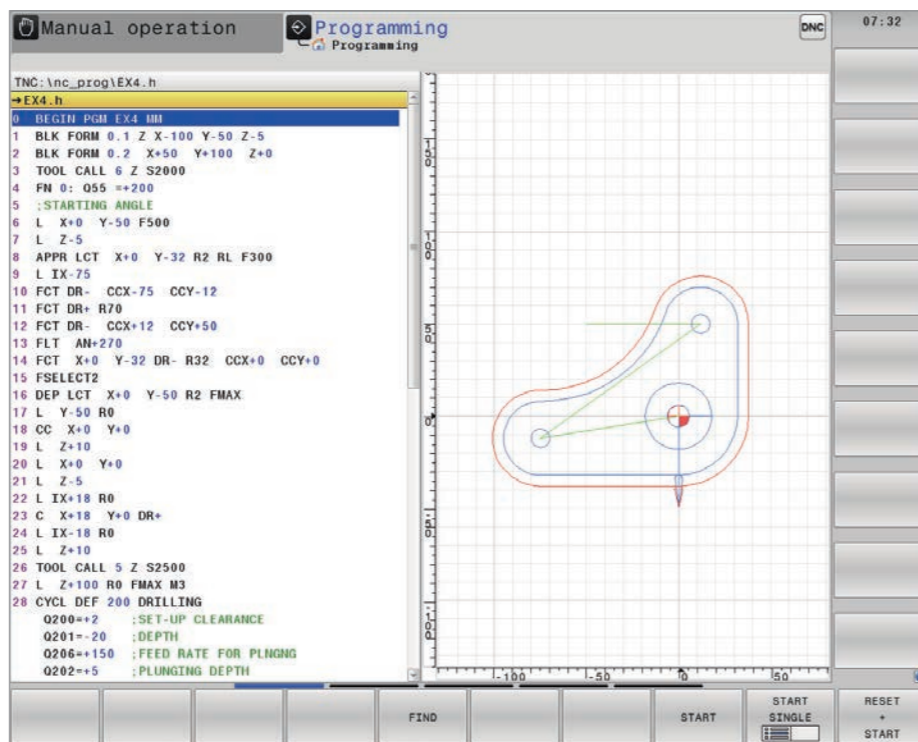 Manual operation
Programming
Programming
DNC
07:32
TNC:\nc_prog\EX4.h
→EX4.h
0 BEGIN PGM EX4 MM
1 BLK FORM 0.1 Z X-100 Y-50 Z-5
2 BLK FORM 0.2 X+50 Y+100 Z+0
3 TOOL CALL 6 Z S2000
4 FN 0: Q55 =+200
5 ;STARTING ANGLE
6 L X+0 Y-50 F500
7 L Z-5
8 APPR LCT X+0 Y-32 R2 RL F300
9 L IX-75
10 FCT DR- CCX-75 CCY-12
11 FCT DR+ R70
12 FCT DR- CCX+12 CCY+50
13 FLT AN+270
14 FCT X+0 Y-32 DR- R32 CCX+0 CCY+0
15 FSELECT2
16 DEP LCT X+0 Y-50 R2 FMAX
17 L Y-50 R0
18 CC X+0 Y+0
19 L Z+10
20 L X+0 Y+0
21 L Z-5
22 L IX+18 R0
23 C X+18 Y+0 DR+
24 L IX-18 R0
25 L Z+10
26 TOOL CALL 5 Z S2500
27 L Z+100 R0 FMAX M3
28 CYCL DEF 200 DRILLING
Q200=+2 ;SET-UP CLEARANCE
Q201=-20 ;DEPTH
Q206=+150 ;FEED RATE FOR PLNGNG
Q202=+5 ;PLUNGING DEPTH
150
100
50
0
-50
-100
-100
-50
0
50
FIND
START
START
SINGLE
RESET
+
START